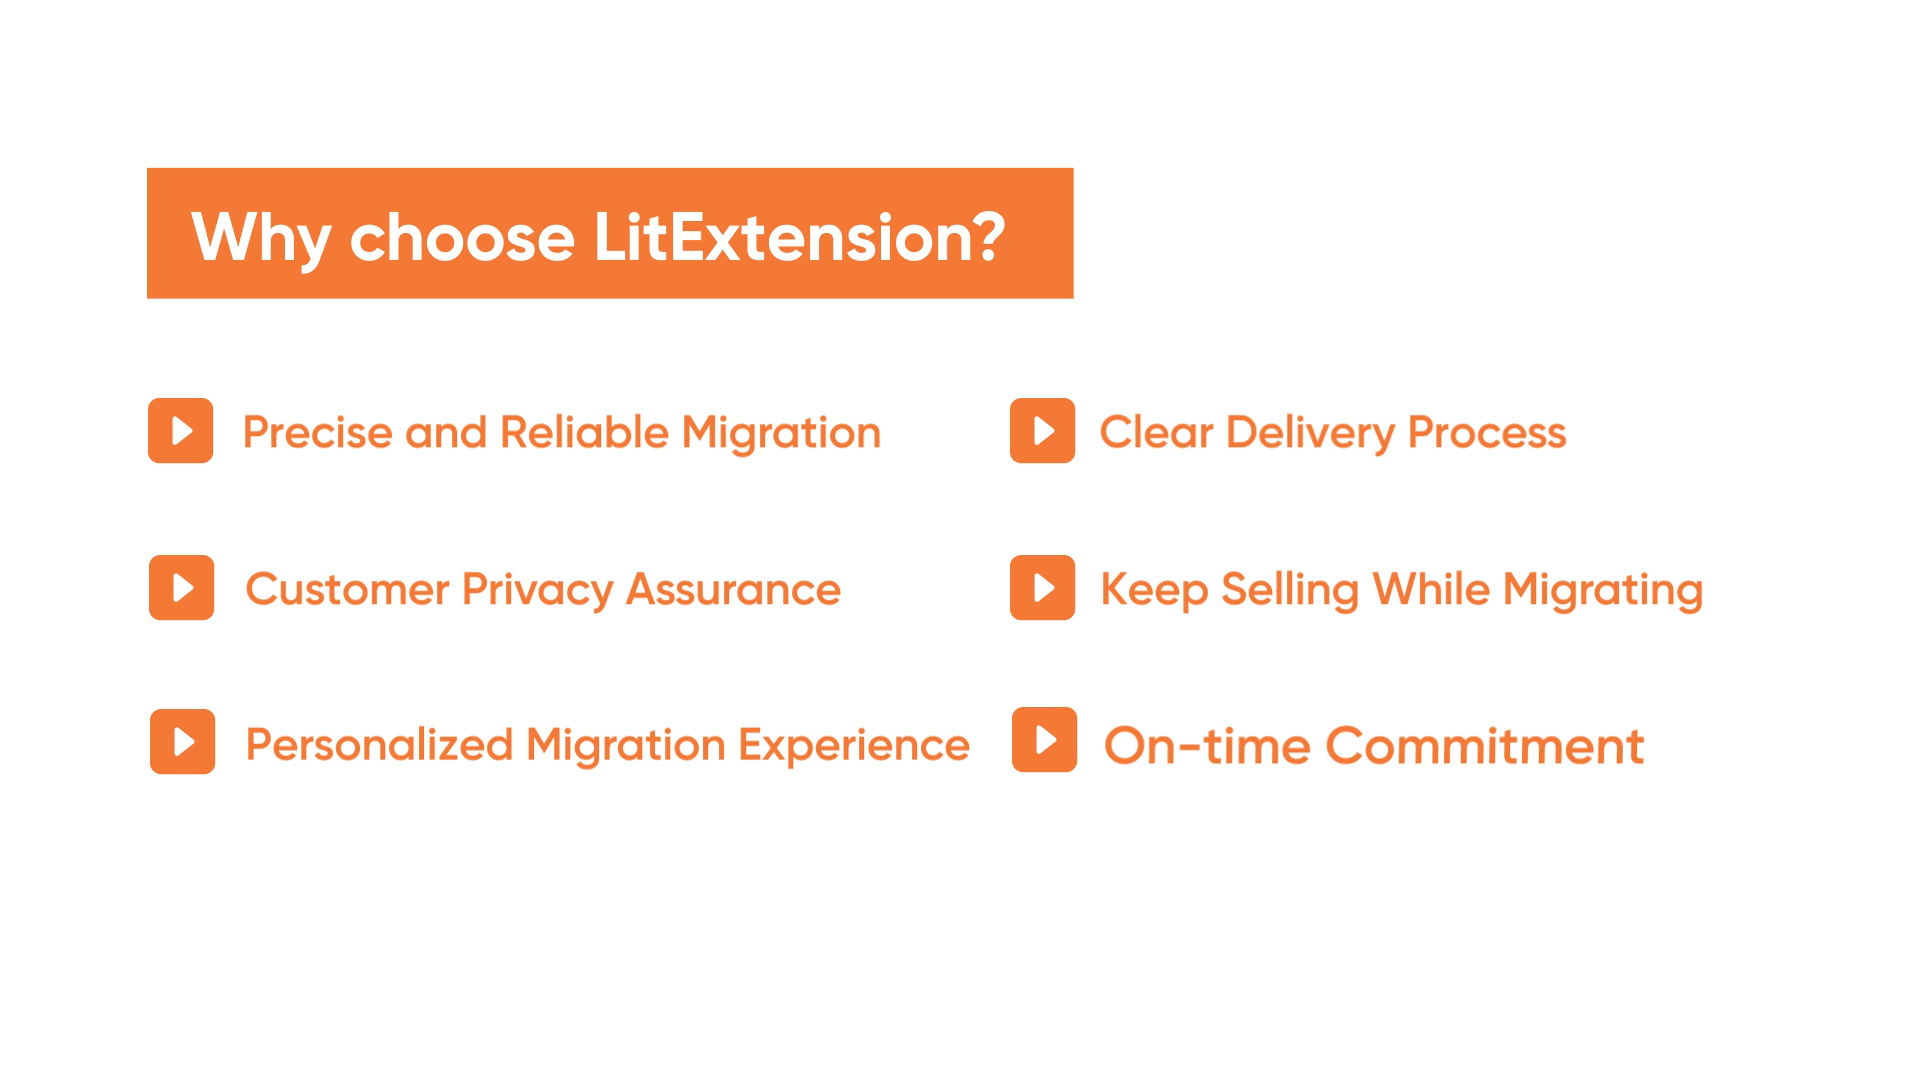 Why choose LitExtension?
Precise and Reliable Migration
Clear Delivery Process
Customer Privacy Assurance
Keep Selling While Migrating
Personalized Migration Experience
On-time Commitment